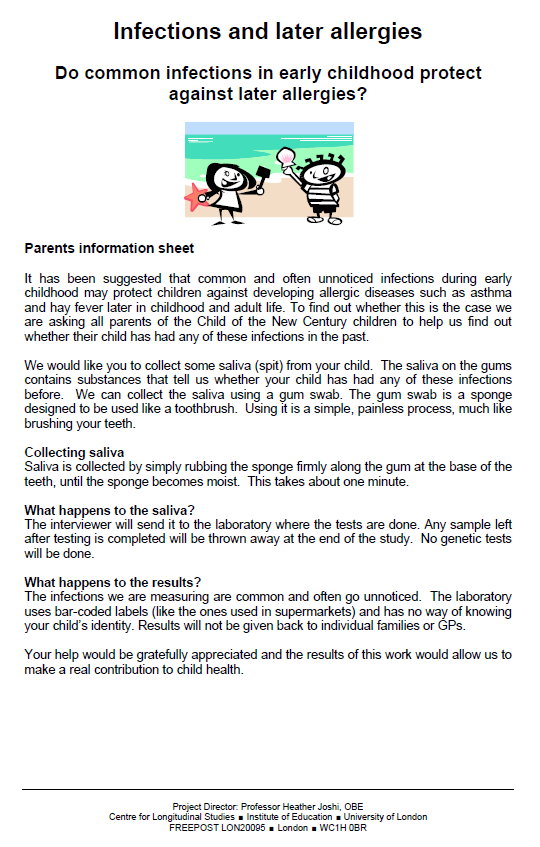 Infections and later allergies
Do common infections in early childhood protect
against later allergies?
Parents information sheet
It has been suggested that common and often unnoticed infections during early
childhood may protect children against developing allergic diseases such as asthma
and hay fever later in childhood and adult life. To find out whether this is the case we
are asking all parents of the Child of the New Century children to help us find out
whether their child has had any of these infections in the past.
We would like you to collect some saliva (spit) from your child. The saliva on the gums
contains substances that tell us whether your child has had any of these infections
before. We can collect the saliva using a gum swab. The gum swab is a sponge
designed to be used like a toothbrush. Using it is a simple, painless process, much like
brushing your teeth.
Collecting saliva
Saliva is collected by simply rubbing the sponge firmly along the gum at the base of the
teeth, until the sponge becomes moist. This takes about one minute.
What happens to the saliva?
The interviewer will send it to the laboratory where the tests are done. Any sample left
after testing is completed will be thrown away at the end of the study. No genetic tests
will be done.
What happens to the results?
The infections we are measuring are common and often go unnoticed. The laboratory
uses bar-coded labels (like the ones used in supermarkets) and has no way of knowing
your child's identity. Results will not be given back to individual families or GPs.
Your help would be gratefully appreciated and the results of this work would allow us to
make a real contribution to child health.
Project Director: Professor Heather Joshi, OBE
Centre for Longitudinal Studies ■ Institute of Education ■ University of London
FREEPOST LON20095 ■ London ■ WC1H 0BR